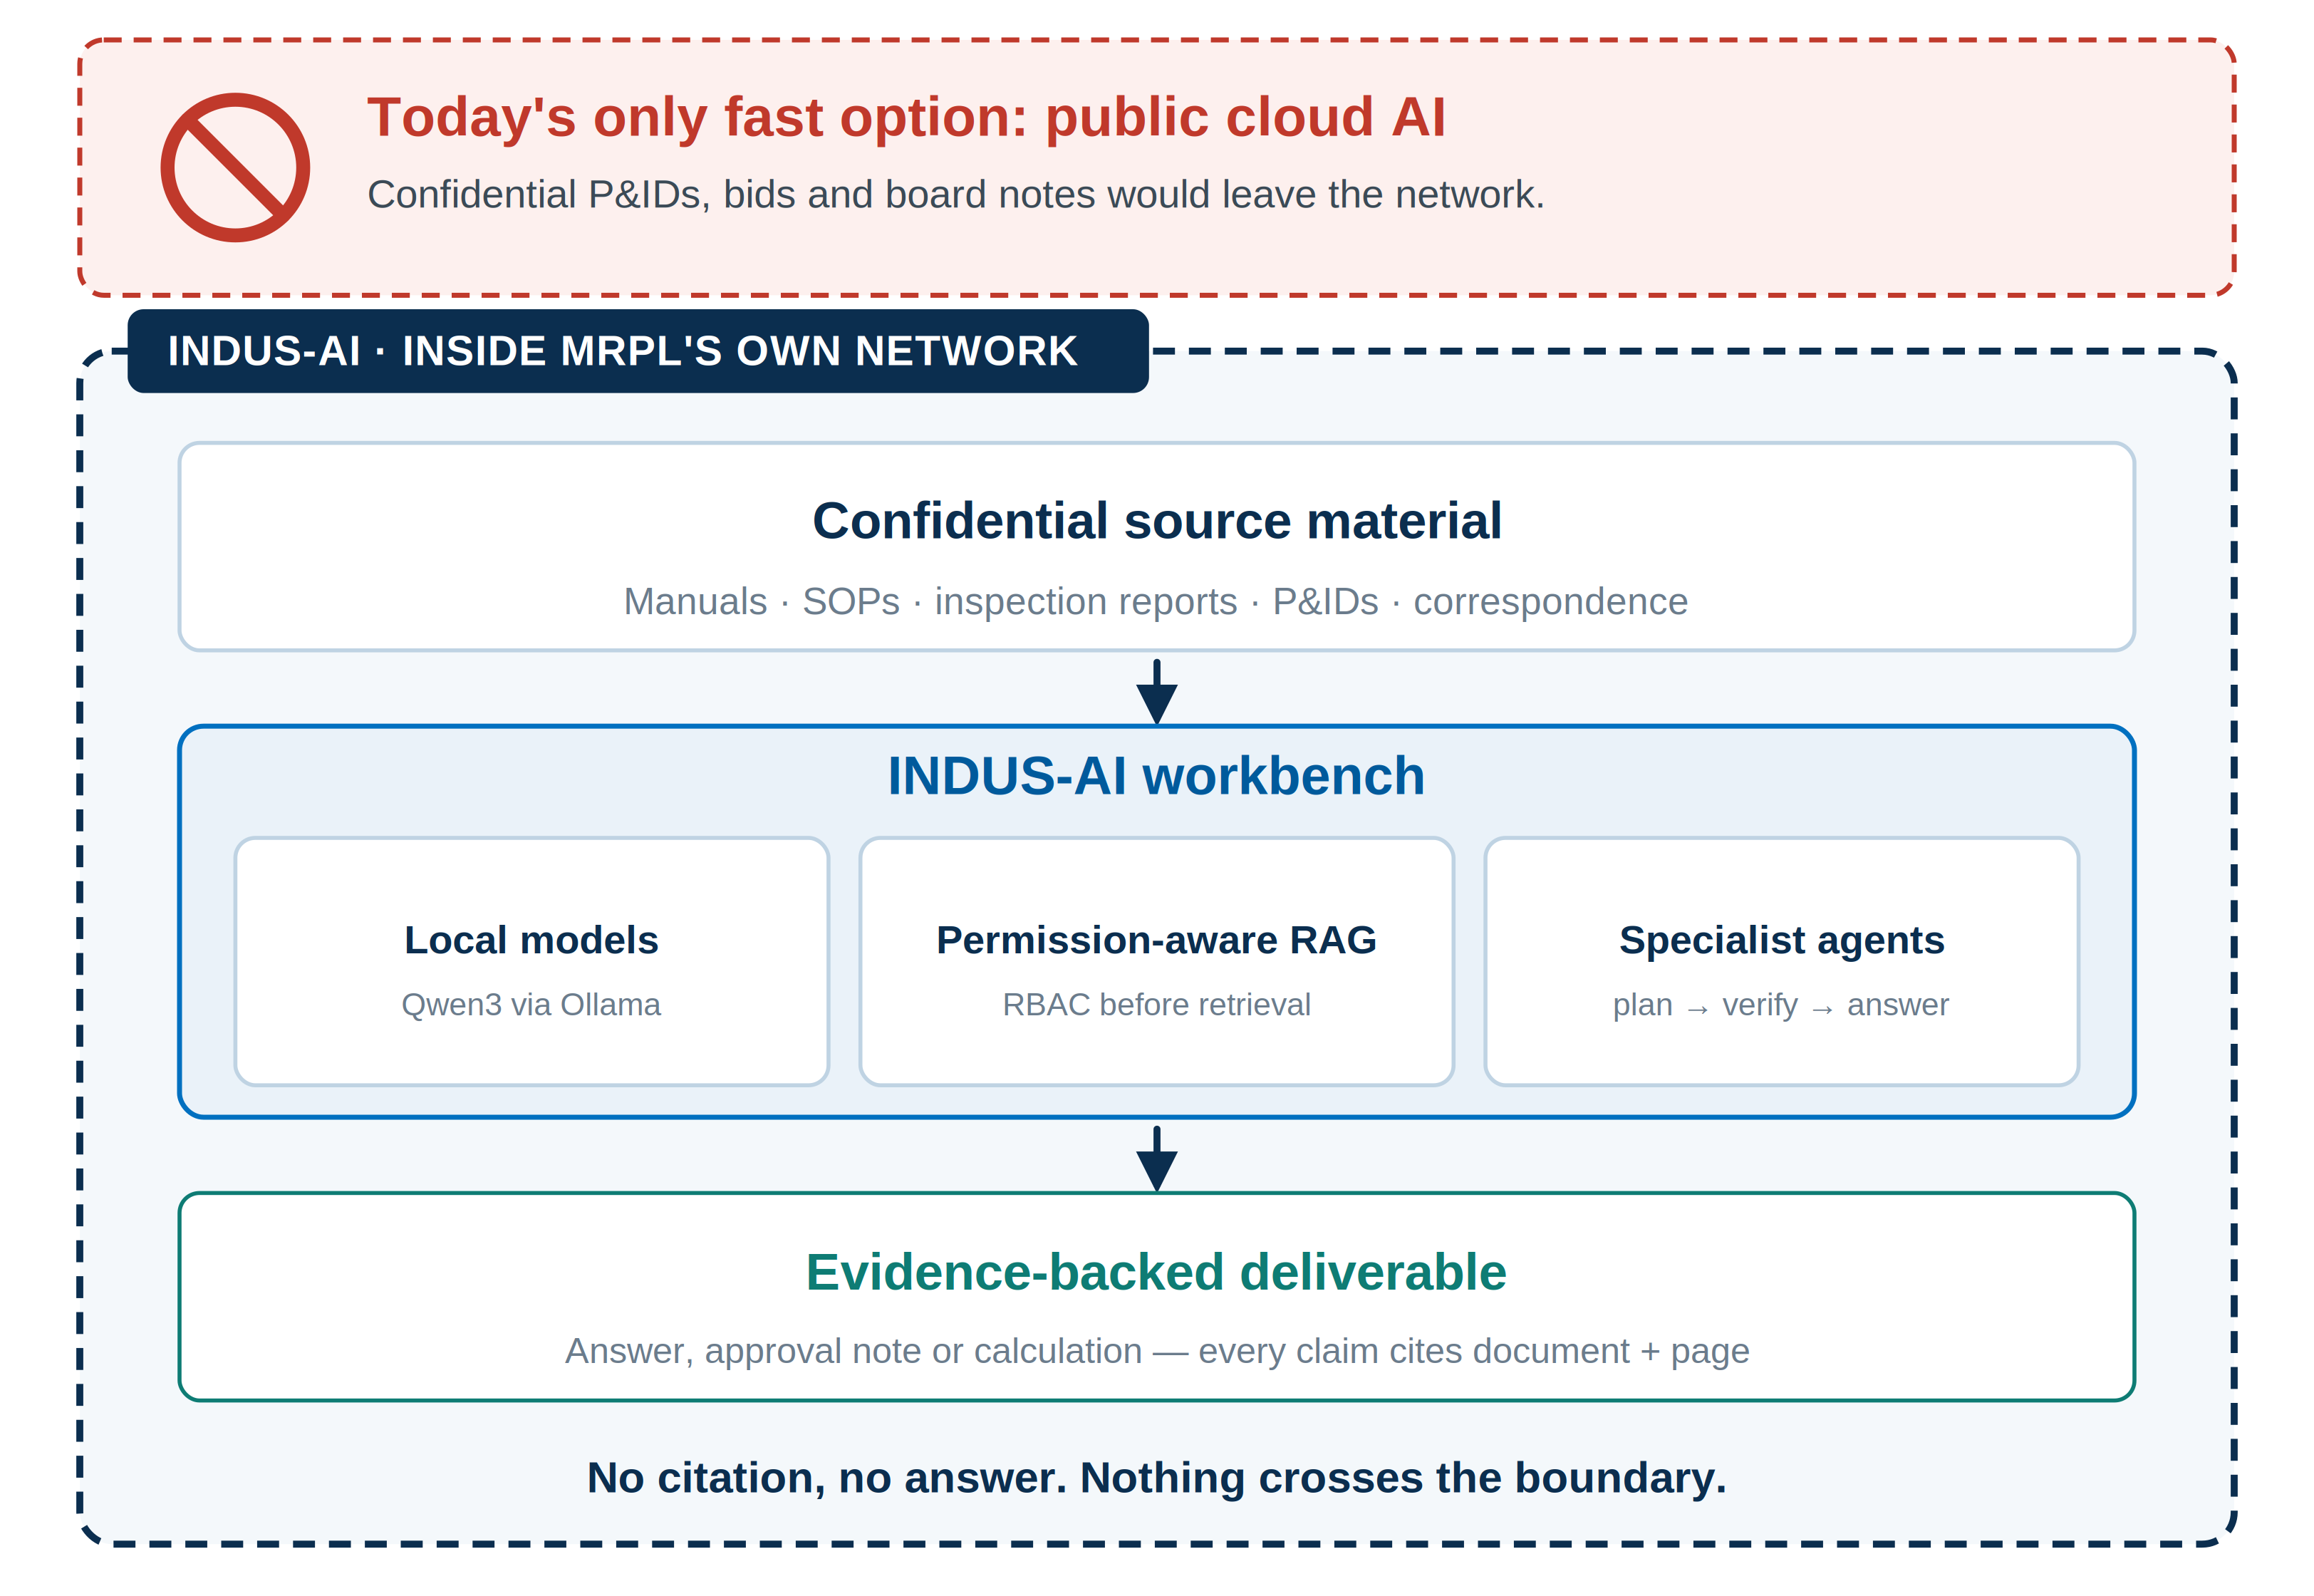 Today's only fast option: public cloud AI
Confidential P&IDs, bids and board notes would leave the network.
INDUS-AI · INSIDE MRPL'S OWN NETWORK
Confidential source material
Manuals · SOPs · inspection reports · P&IDs · correspondence
INDUS-AI workbench
Local models
Qwen3 via Ollama
Permission-aware RAG
RBAC before retrieval
Specialist agents
plan → verify → answer
Evidence-backed deliverable
Answer, approval note or calculation — every claim cites document + page
No citation, no answer. Nothing crosses the boundary.